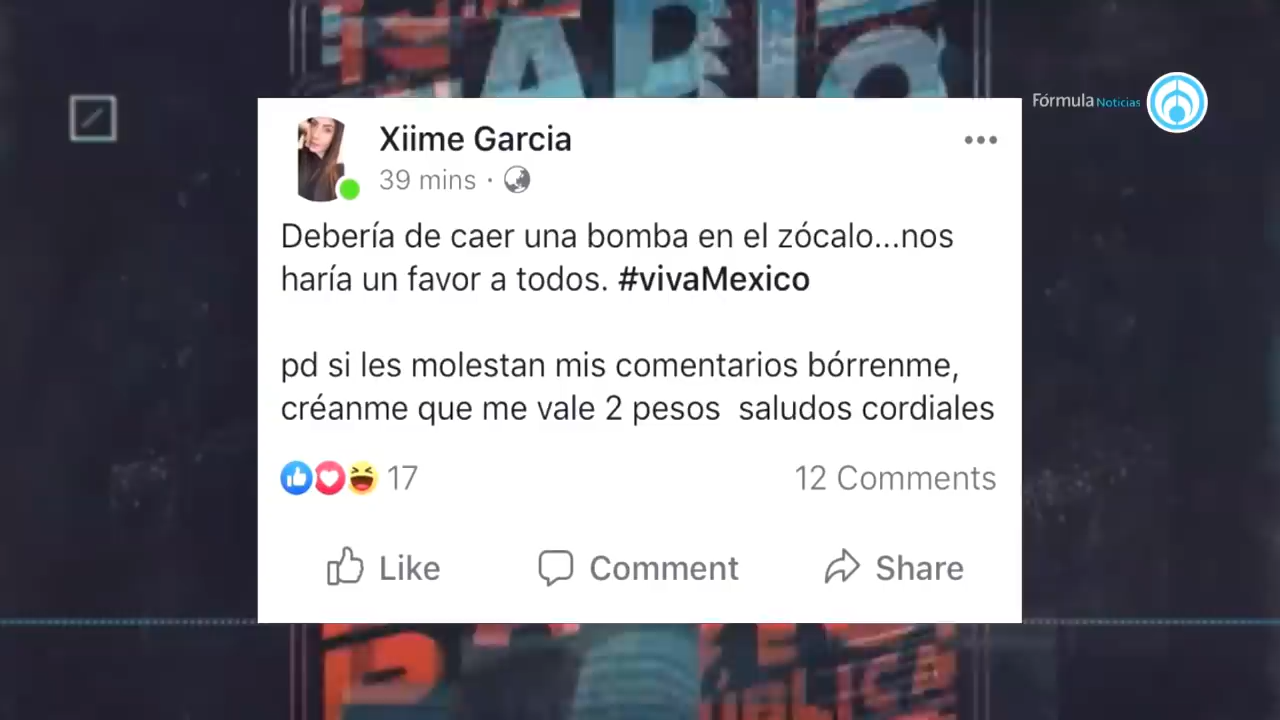 Fórmula Noticias
Xiime Garcia
39 mins ·
Debería de caer una bomba en el zócalo...nos
haría un favor a todos. #vivaMexico
pd si les molestan mis comentarios bórrenme,
créanme que me vale 2 pesos saludos cordiales
17
12 Comments
Like
Comment
Share